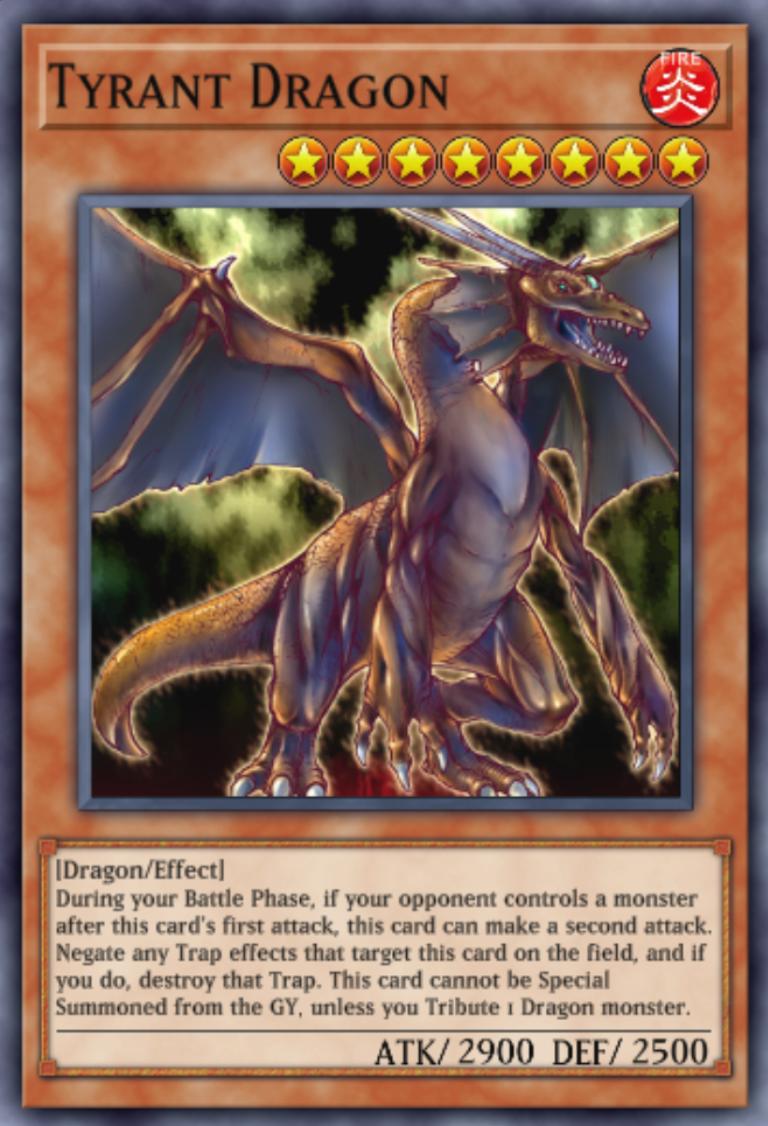 TYRANT DRAGON
FIRE
炎
[Dragon/Effect]
During your Battle Phase, if your opponent controls a monster
after this card's first attack, this card can make a second attack.
Negate any Trap effects that target this card on the field, and if
you do, destroy that Trap. This card cannot be Special
Summoned from the GY, unless you Tribute 1 Dragon monster.
ATK/ 2900 DEF/ 2500